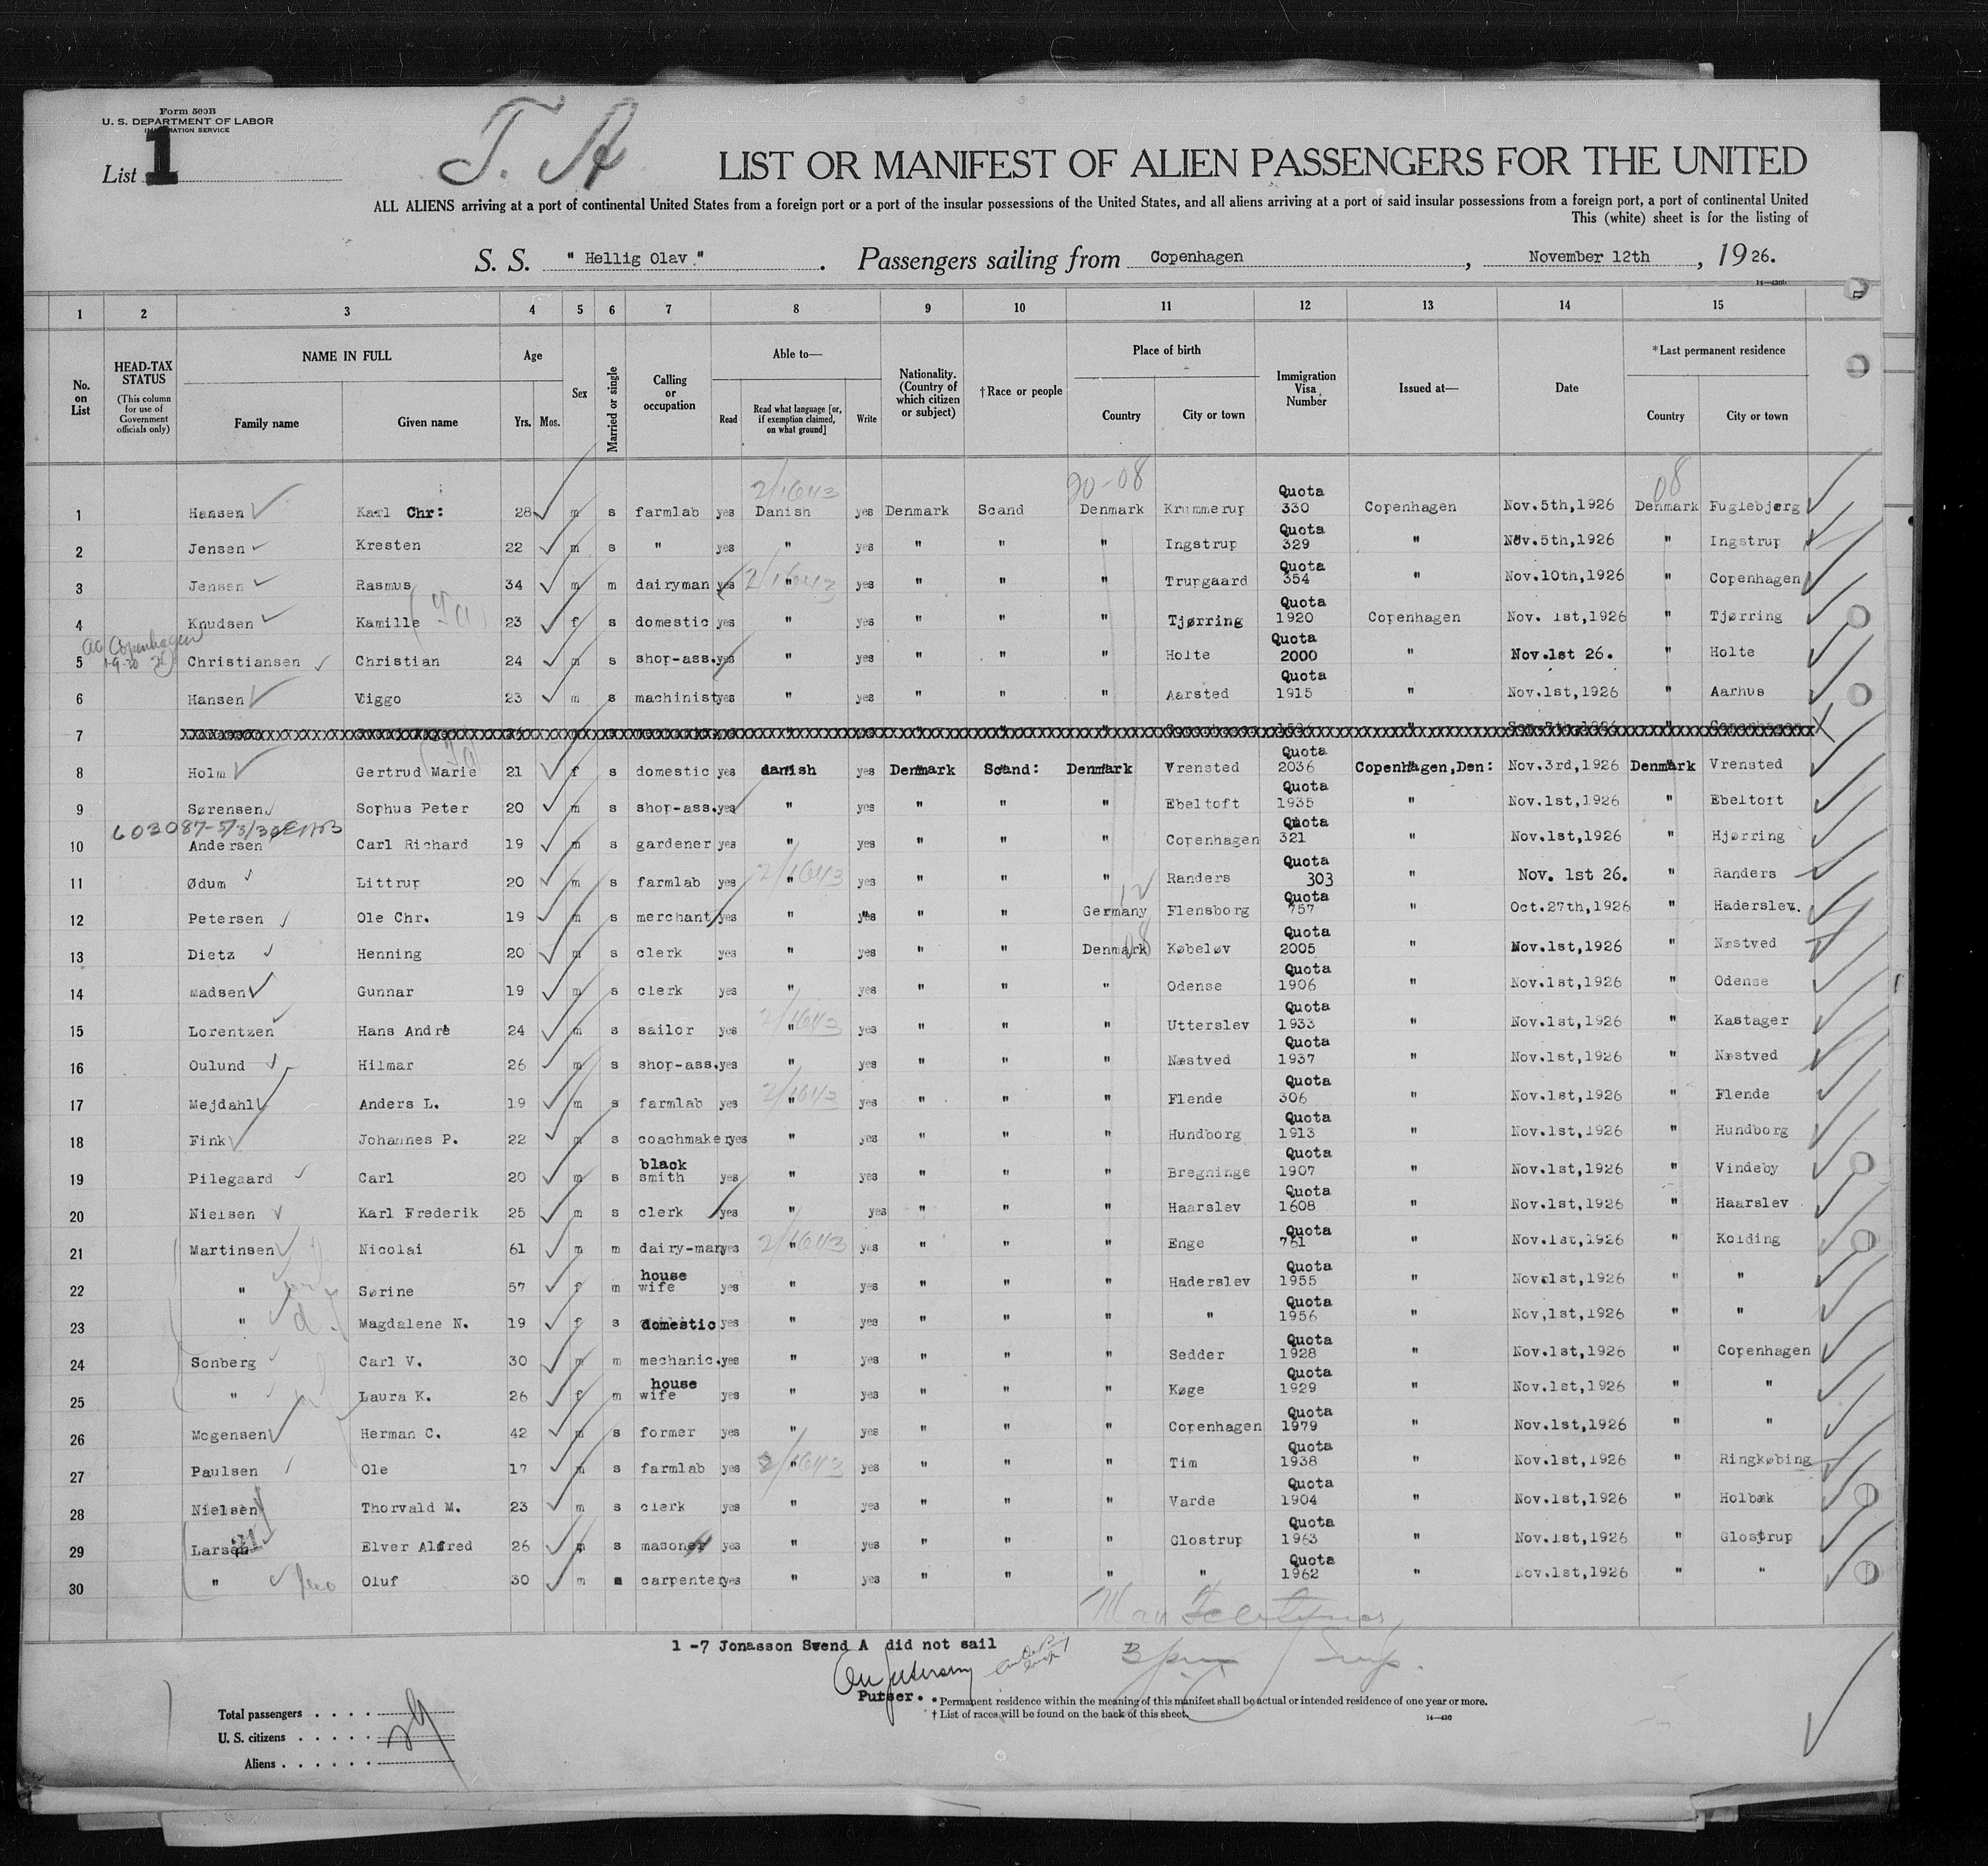 Form 500B
U. S. DEPARTMENT OF LABOR
IMMIGRATION SERVICE
List 1
T. A
LIST OR MANIFEST OF ALIEN PASSENGERS FOR THE UNITED
ALL ALIENS arriving at a port of continental United States from a foreign port or a port of the insular possessions of the United States, and all aliens arriving at a port of said insular possessions from a foreign port, a port of continental United
This (white) sheet is for the listing of
S. S. " Hellig Olav " . Passengers sailing from Copenhagen , November 12th , 19 26.
1 2 3 4 5 6 7 8 9 10 11 12 13 14 15
No. on List
HEAD-TAX STATUS (This column for use of Government officials only)
NAME IN FULL Family name Given name
Age Yrs. Mos.
Sex
Married or single
Calling or occupation
Able to— Read Read what language [or, if exemption claimed, on what ground] Write
Nationality. (Country of which citizen or subject)
†Race or people
Place of birth Country City or town
Immigration Visa Number
Issued at—
Date
*Last permanent residence Country City or town
2/1643 20-08 08
1 Hansen Karl Chr: 28 m s farmlab yes Danish yes Denmark Scand Denmark Krummerup Quota 330 Copenhagen Nov. 5th, 1926 Denmark Fuglebjerg
2 Jensen Kresten 22 m s " yes " yes " " " Ingstrup Quota 329 " Nov. 5th, 1926 " Ingstrup
3 Jensen Rasmus 34 m m dairyman yes 2/1643 " yes " " " Trupgaard Quota 354 " Nov. 10th, 1926 " Copenhagen
4 Knudsen Kamille 23 f s domestic yes " yes " " " Tjørring Quota 1920 Copenhagen Nov. 1st, 1926 " Tjørring
Copenhagen
5 Christiansen Christian 24 m s shop-ass. yes " yes " " " Holte Quota 2000 " Nov. 1st 26. " Holte
6 Hansen Viggo 23 m s machinist yes " yes " " " Aarsted Quota 1915 " Nov. 1st, 1926 " Aarhus
7
8 Holm Gertrud Marie 21 f s domestic yes danish yes Denmark Scand: Denmark Vrensted Quota 2036 Copenhagen, Den: Nov. 3rd, 1926 Denmark Vrensted
9 Sørensen Sophus Peter 20 m s shop-ass. yes " yes " " " Ebeltoft Quota 1935 " Nov. 1st, 1926 " Ebeltoft
10 Andersen Carl Richard 19 m s gardener yes " yes " " " Copenhagen Quota 321 " Nov. 1st, 1926 " Hjørring
11 Ødum Littrup 20 m s farmlab yes 2/1643 " yes " " " Randers Quota 303 " Nov. 1st 26. " Randers
12 Petersen Ole Chr. 19 m s merchant yes " yes " " Germany Flensborg Quota 757 " Oct. 27th, 1926 " Haderslev.
13 Dietz Henning 20 m s clerk yes " yes " " Denmark Købeløv Quota 2005 " Nov. 1st, 1926 " Næstved
14 Madsen Gunnar 19 m s clerk yes " yes " " " Odense Quota 1906 " Nov. 1st, 1926 " Odense
15 Lorentzen Hans André 24 m s sailor yes 2/1643 " yes " " " Utterslev Quota 1933 " Nov. 1st, 1926 " Kastager
16 Oulund Hilmar 26 m s shop-ass. yes " yes " " " Næstved Quota 1937 " Nov. 1st, 1926 " Næstved
17 Mejdahl Anders L. 19 m s farmlab yes 2/1643 " yes " " " Flende Quota 306 " Nov. 1st, 1926 " Flende
18 Fink Johannes P. 22 m s coachmaker yes " yes " " " Hundborg Quota 1913 " Nov. 1st, 1926 " Hundborg
19 Pilegaard Carl 20 m s black smith yes " yes " " " Bregninge Quota 1907 " Nov. 1st, 1926 " Vindeby
20 Nielsen Karl Frederik 25 m s clerk yes " yes " " " Haarslev Quota 1608 " Nov. 1st, 1926 " Haarslev
21 Martinsen Nicolai 61 m m dairy-man yes 2/1643 " yes " " " Enge Quota 761 " Nov. 1st, 1926 " Kolding
22 " Sørine 57 f m house wife yes " yes " " " Haderslev Quota 1955 " Nov. 1st, 1926 " "
23 " Magdalene N. 19 f s domestic yes " yes " " " " Quota 1956 " Nov, 1st, 1926 " "
24 Sonberg Carl V. 30 m m mechanic. yes " yes " " " Sedder Quota 1928 " Nov. 1st, 1926 " Copenhagen
25 " Laura K. 26 f m house wife yes " yes " " " Køge Quota 1929 " Nov. 1st, 1926 " "
26 Mogensen Herman C. 42 m s former yes " yes " " " Copenhagen Quota 1979 " Nov. 1st, 1926 " "
27 Paulsen Ole 17 m s farmlab yes 2/1643 " yes " " " Tim Quota 1938 " Nov. 1st, 1926 " Ringkøbing
28 Nielsen Thorvald M. 23 m s clerk yes " yes " " " Varde Quota 1904 " Nov. 1st, 1926 " Holbæk
29 Larsen Elver Alfred 26 m s mason yes " yes " " " Glostrup Quota 1963 " Nov. 1st, 1926 " Glostrup
30 " Oluf 30 m s carpenter yes " yes " " " " Quota 1962 " Nov. 1st, 1926 " "
1 -7 Jonasson Svend A did not sail
Purser.
* Permanent residence within the meaning of this manifest shall be actual or intended residence of one year or more.
† List of races will be found on the back of this sheet.
14—430
Total passengers . . . .
U. S. citizens . . . . . 29
Aliens . . . . . .